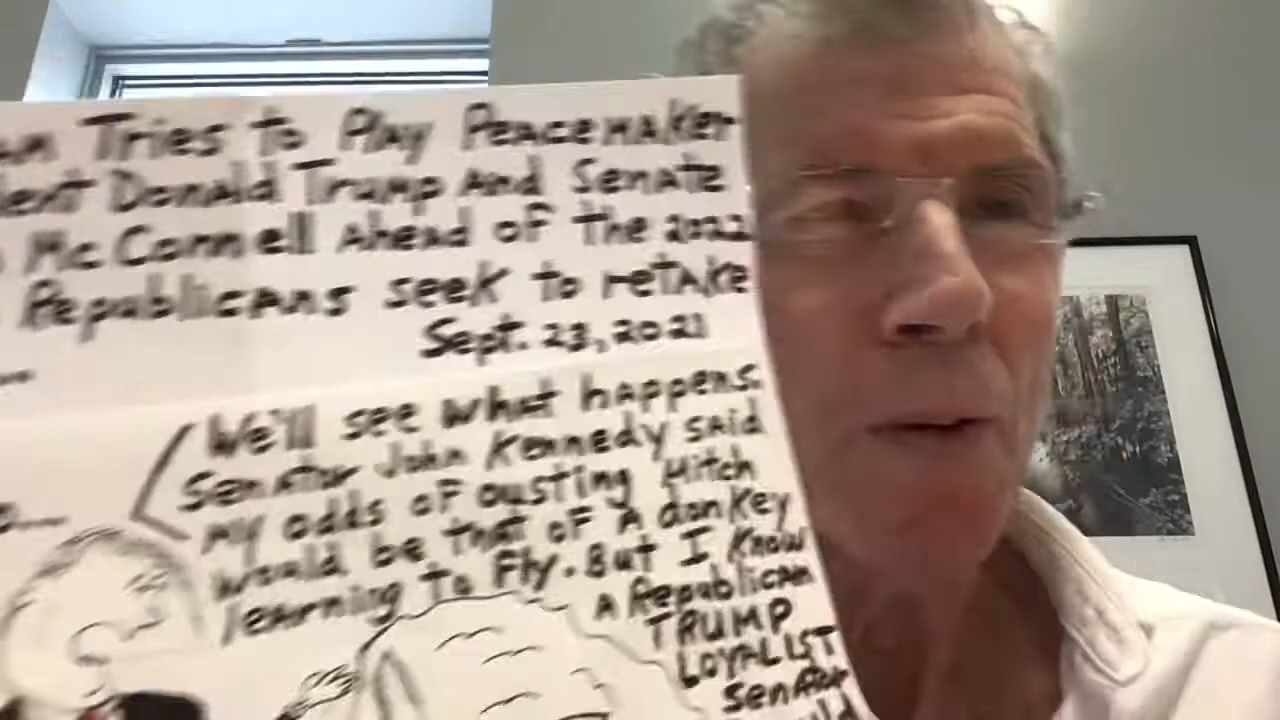 Tries to Play Peacemaker
Donald Trump And Senate
McConnell Ahead of The 2022
Republicans seek to retake
Sept. 23, 2021
We'll see what happens.
Senator John Kennedy said
my odds of ousting Mitch
would be that of A donkey
learning to Fly. But I Know
A Republican
TRUMP
LOYALIST
Senator